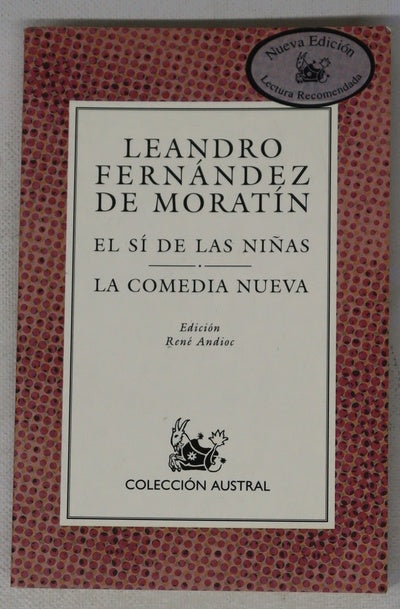 Nueva Edición
Lectura Recomendada
LEANDRO
FERNÁNDEZ
DE MORATÍN
EL SÍ DE LAS NIÑAS
LA COMEDIA NUEVA
Edición
René Andioc
COLECCIÓN AUSTRAL